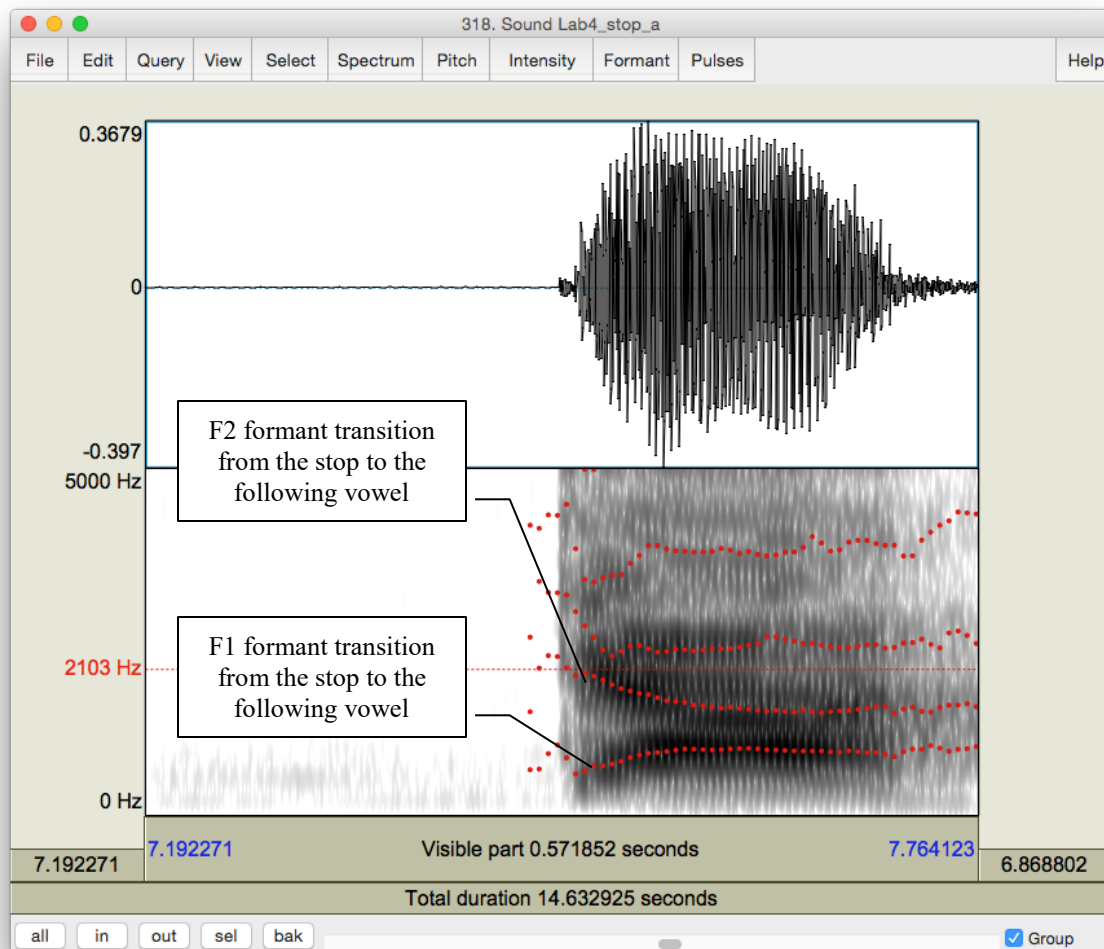 318. Sound Lab4_stop_a
File Edit Query View Select Spectrum Pitch Intensity Formant Pulses Help
0.3679
0
-0.397
5000 Hz
F2 formant transition
from the stop to the
following vowel
F1 formant transition
from the stop to the
following vowel
2103 Hz
0 Hz
7.192271 Visible part 0.571852 seconds 7.764123
7.192271 6.868802
Total duration 14.632925 seconds
all in out sel bak Group